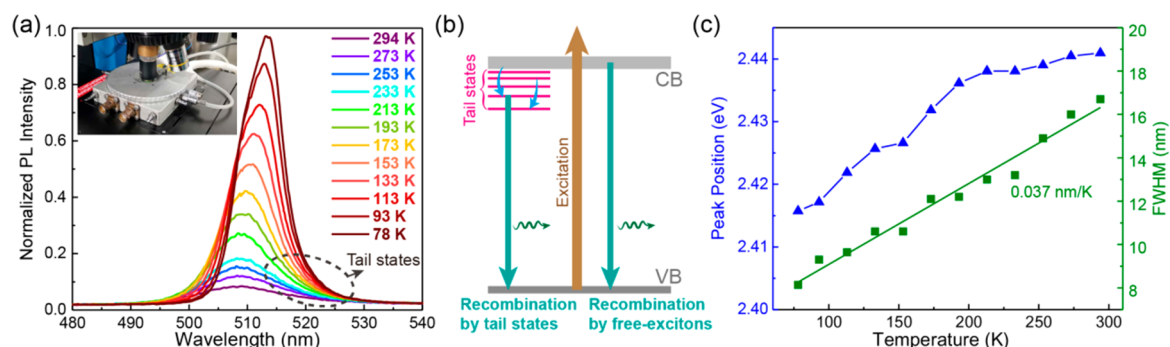 (a)
Normalized PL Intensity
1.0
0.8
0.6
0.4
0.2
0.0
480
490
500
510
520
530
540
Wavelength (nm)
294 K
273 K
253 K
233 K
213 K
193 K
173 K
153 K
133 K
113 K
93 K
78 K
Tail states
(b)
Tail states
Excitation
CB
VB
Recombination
by tail states
Recombination
by free-excitons
(c)
Peak Position (eV)
2.44
2.43
2.42
2.41
2.40
100
150
200
250
300
Temperature (K)
0.037 nm/K
20
18
16
14
12
10
8
FWHM (nm)